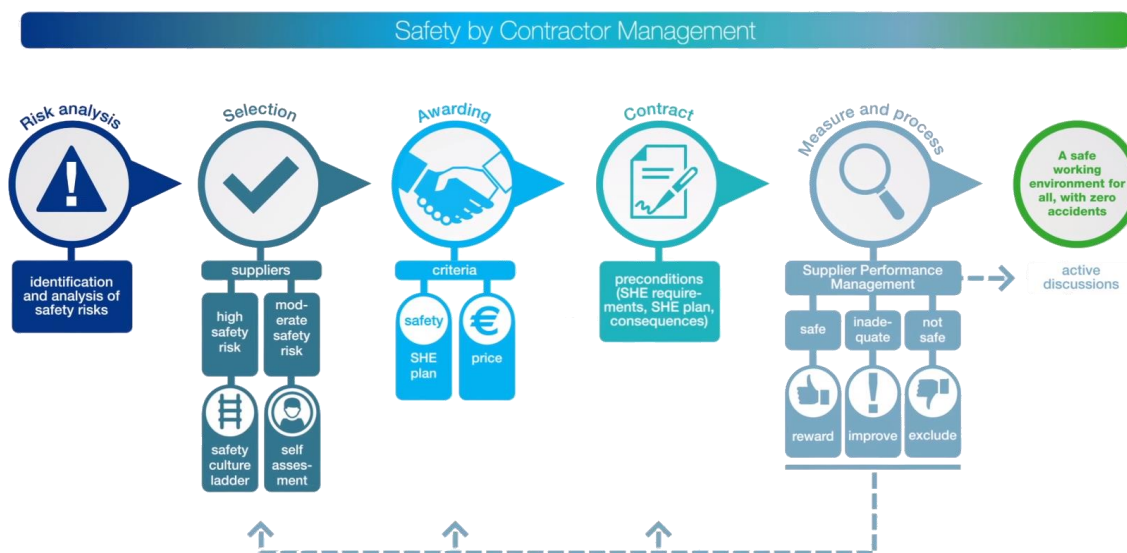 Safety by Contractor Management
Risk analysis
identification
and analysis of
safety risks
Selection
suppliers
high
safety
risk
mod-
erate
safety
risk
safety
culture
ladder
self
asses-
ment
Awarding
criteria
safety
SHE
plan
€
price
Contract
preconditions
(SHE require-
ments, SHE plan,
consequences)
Measure and process
Supplier Performance
Management
safe
inade-
quate
not
safe
reward
improve
exclude
A safe
working
environment for
all, with zero
accidents
active
discussions